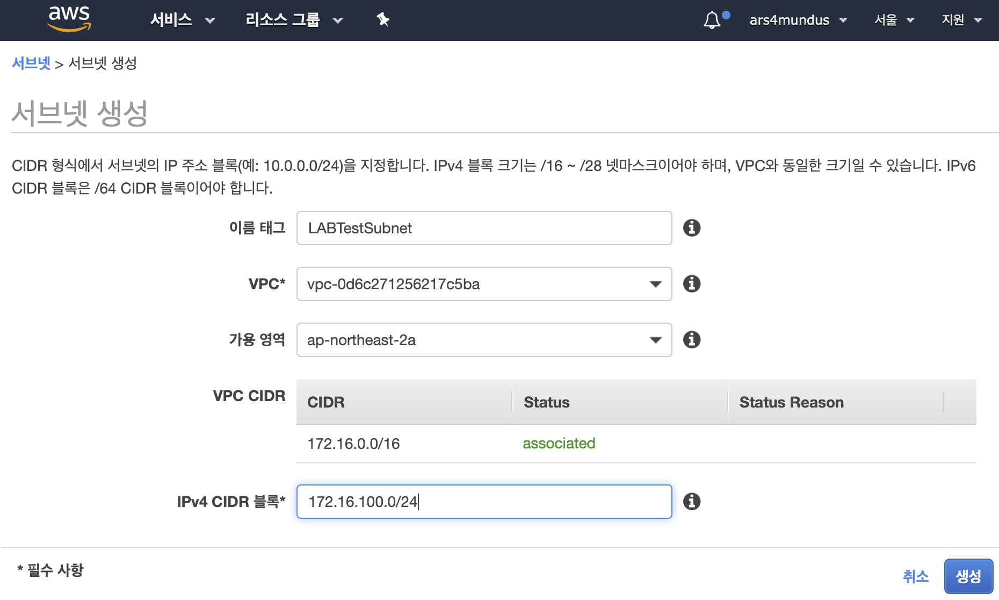 aws 서비스 리소스 그룹 ars4mundus 서울 지원
서브넷 > 서브넷 생성
서브넷 생성
CIDR 형식에서 서브넷의 IP 주소 블록(예: 10.0.0.0/24)을 지정합니다. IPv4 블록 크기는 /16 ~ /28 넷마스크이어야 하며, VPC와 동일한 크기일 수 있습니다. IPv6
CIDR 블록은 /64 CIDR 블록이어야 합니다.
이름 태그 LABTestSubnet
VPC* vpc-0d6c271256217c5ba
가용 영역 ap-northeast-2a
VPC CIDR CIDR Status Status Reason
172.16.0.0/16 associated
IPv4 CIDR 블록* 172.16.100.0/24
* 필수 사항
취소 생성